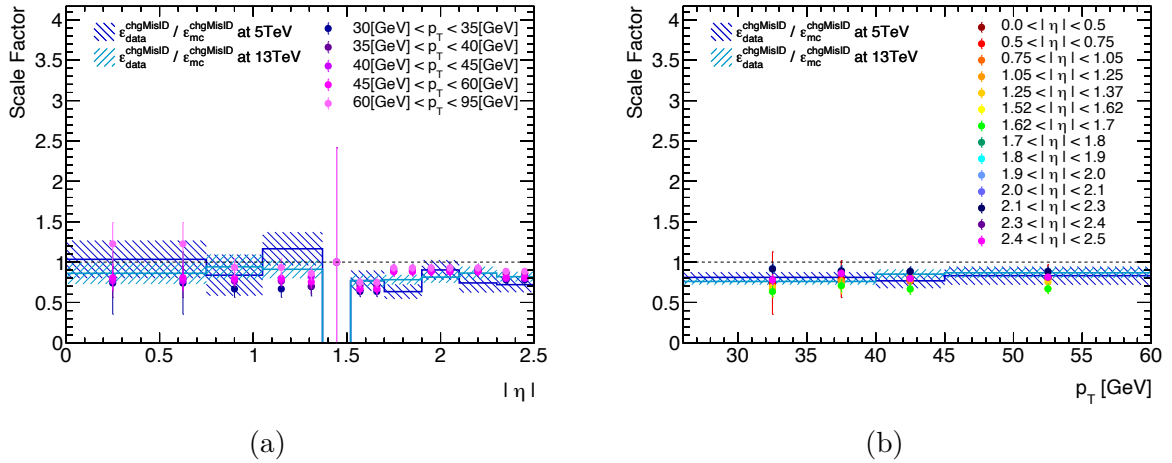 Scale Factor
4
3.5
3
2.5
2
1.5
1
0.5
0
0 0.5 1 1.5 2 2.5
| η |
ε_data^chgMisID / ε_mc^chgMisID at 5TeV
ε_data^chgMisID / ε_mc^chgMisID at 13TeV
30[GeV] < p_T < 35[GeV]
35[GeV] < p_T < 40[GeV]
40[GeV] < p_T < 45[GeV]
45[GeV] < p_T < 60[GeV]
60[GeV] < p_T < 95[GeV]
(a)
Scale Factor
4
3.5
3
2.5
2
1.5
1
0.5
0
30 35 40 45 50 55 60
p_T [GeV]
ε_data^chgMisID / ε_mc^chgMisID at 5TeV
ε_data^chgMisID / ε_mc^chgMisID at 13TeV
0.0 < | η | < 0.5
0.5 < | η | < 0.75
0.75 < | η | < 1.05
1.05 < | η | < 1.25
1.25 < | η | < 1.37
1.52 < | η | < 1.62
1.62 < | η | < 1.7
1.7 < | η | < 1.8
1.8 < | η | < 1.9
1.9 < | η | < 2.0
2.0 < | η | < 2.1
2.1 < | η | < 2.3
2.3 < | η | < 2.4
2.4 < | η | < 2.5
(b)